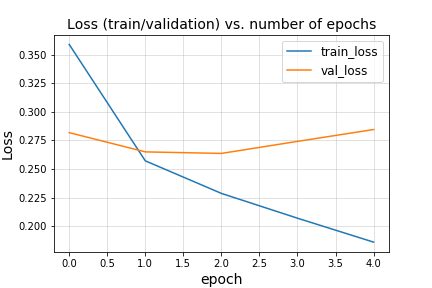 Loss (train/validation) vs. number of epochs
train_loss
val_loss
0.350
0.325
0.300
0.275
0.250
0.225
0.200
Loss
0.0 0.5 1.0 1.5 2.0 2.5 3.0 3.5 4.0
epoch